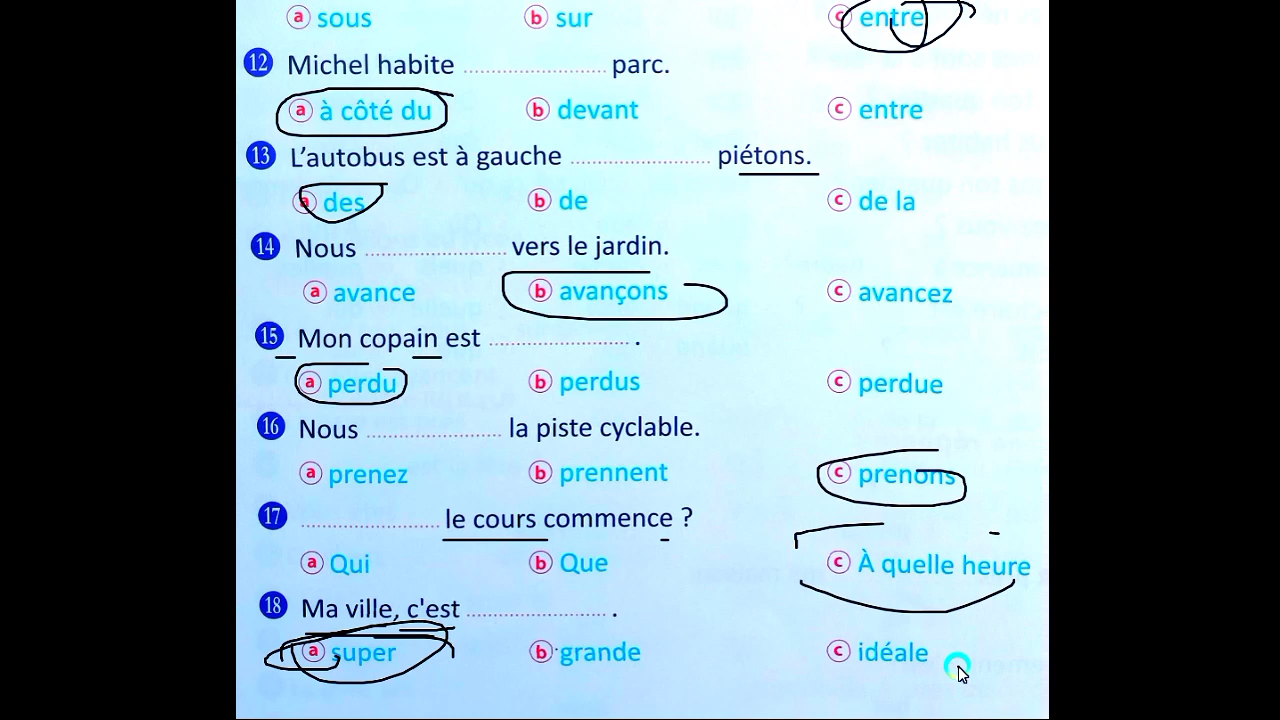 a sous b sur c entre
12 Michel habite ........................ parc.
a à côté du b devant c entre
13 L'autobus est à gauche ........................ piétons.
a des b de c de la
14 Nous ........................ vers le jardin.
a avance b avançons c avancez
15 Mon copain est ........................ .
a perdu b perdus c perdue
16 Nous ........................ la piste cyclable.
a prenez b prennent c prenons
17 ........................ le cours commence ?
a Qui b Que c À quelle heure
18 Ma ville, c'est ........................ .
a super b grande c idéale